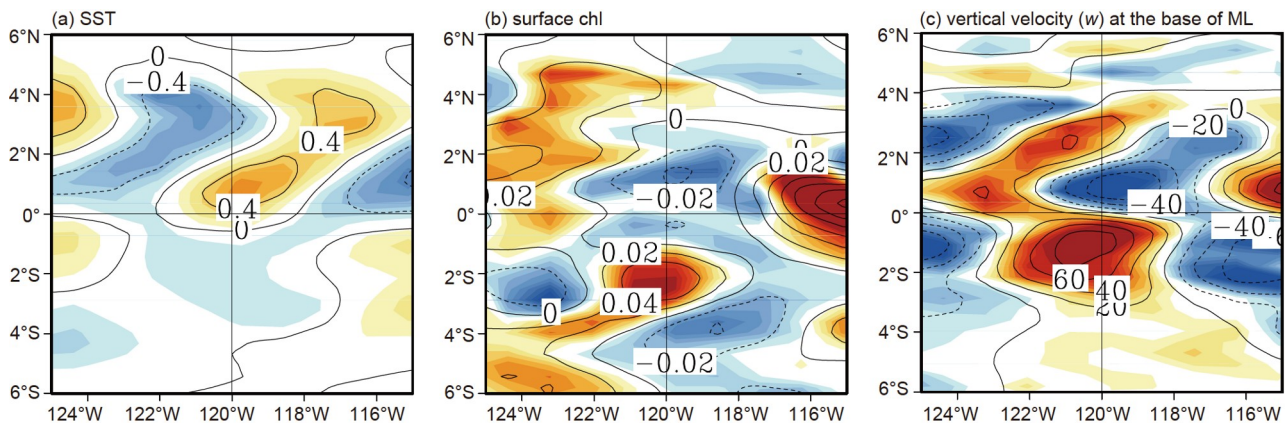 (a) SST
(b) surface chl
(c) vertical velocity (w) at the base of ML
6°N
4°N
2°N
0°
2°S
4°S
6°S
124°W 122°W 120°W 118°W 116°W
0
−0.4
0.4
0.4
0
6°N
4°N
2°N
0°
2°S
4°S
6°S
124°W 122°W 120°W 118°W 116°W
0
0.02
0.02
−0.02
0.02
0.04
0
−0.02
6°N
4°N
2°N
0°
2°S
4°S
6°S
124°W 122°W 120°W 118°W 116°W
0
−20
−40
−40
60
40
20